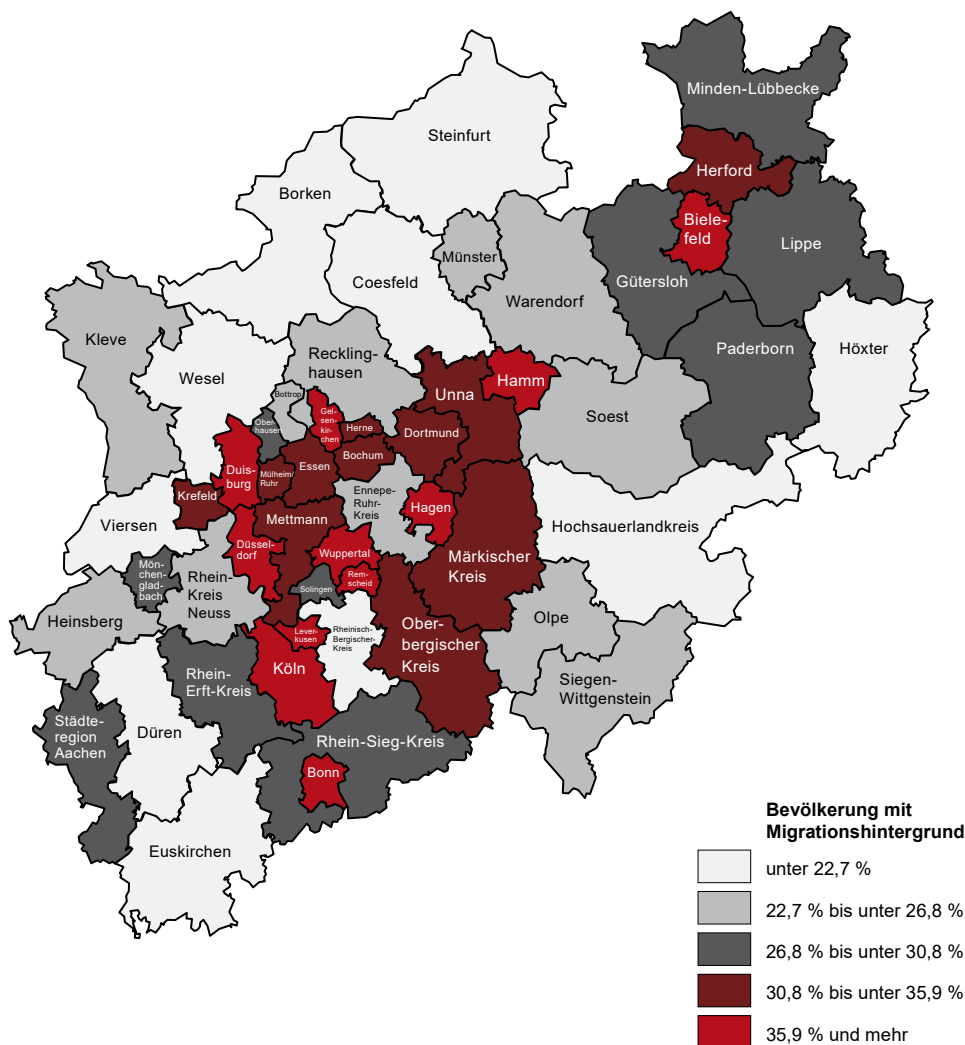 Minden-Lübbecke
Steinfurt
Herford
Borken
Biele-
feld
Lippe
Münster
Coesfeld
Gütersloh
Warendorf
Kleve
Paderborn
Höxter
Reckling-
hausen
Wesel
Hamm
Unna
Bottrop
Soest
Gel-
sen-
kir-
chen
Ober-
hausen
Herne
Dortmund
Bochum
Essen
Duis-
burg
Mülheim/
Ruhr
Ennepe-
Ruhr-
Kreis
Krefeld
Hagen
Mettmann
Viersen
Hochsauerlandkreis
Düssel-
dorf
Wuppertal
Märkischer
Kreis
Mön-
chen-
glad-
bach
Rhein-
Kreis
Neuss
Rem-
scheid
Solingen
Heinsberg
Olpe
Lever-
kusen
Rheinisch-
Bergischer-
Kreis
Ober-
bergischer
Kreis
Köln
Rhein-
Erft-Kreis
Siegen-
Wittgenstein
Städte-
region
Aachen
Düren
Rhein-Sieg-Kreis
Bonn
Euskirchen
Bevölkerung mit
Migrationshintergrund
unter 22,7 %
22,7 % bis unter 26,8 %
26,8 % bis unter 30,8 %
30,8 % bis unter 35,9 %
35,9 % und mehr